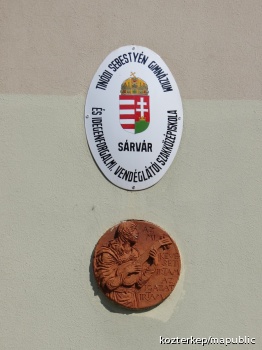 TINÓDI SEBESTYÉN GIMNÁZIUM
ÉS IDEGENFORGALMI, VENDÉGLÁTÓI SZAKKÖZÉPISKOLA
SÁRVÁR
kozterkep/mapublic